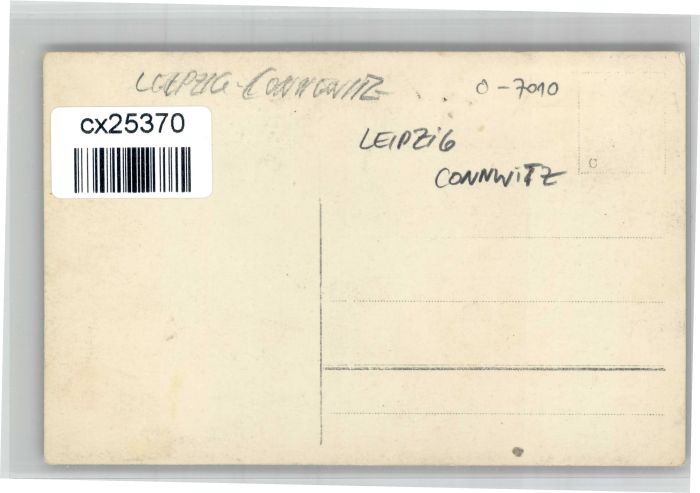 LEIPZIG-CONNEWITZ
O-7010
cx25370
LEIPZIG
CONNWITZ
C